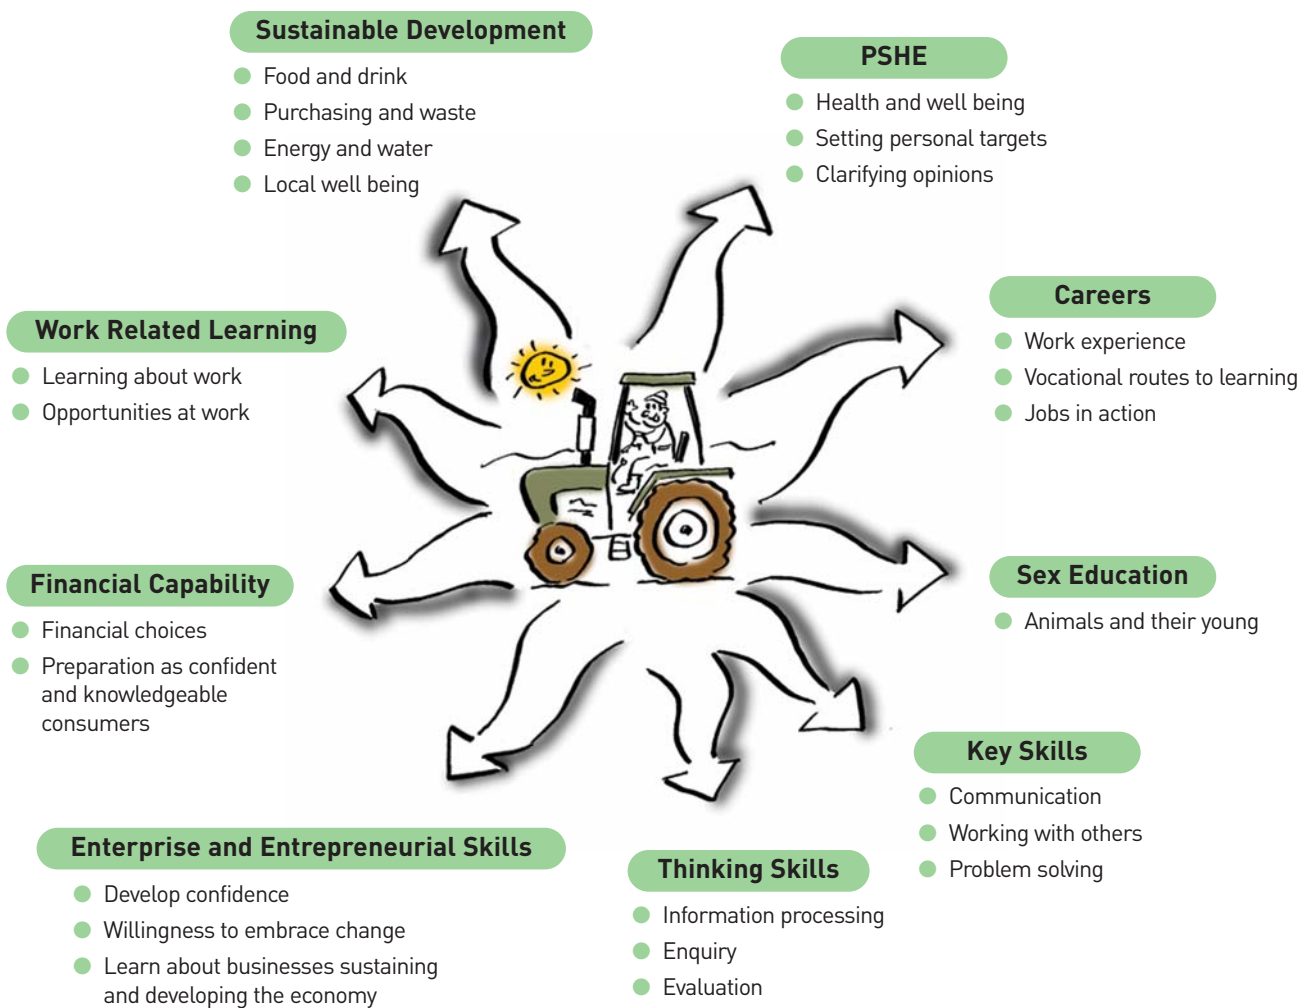 Sustainable Development
Food and drink
Purchasing and waste
Energy and water
Local well being
PSHE
Health and well being
Setting personal targets
Clarifying opinions
Careers
Work experience
Vocational routes to learning
Jobs in action
Work Related Learning
Learning about work
Opportunities at work
Sex Education
Animals and their young
Financial Capability
Financial choices
Preparation as confident
and knowledgeable
consumers
Key Skills
Communication
Working with others
Problem solving
Enterprise and Entrepreneurial Skills
Develop confidence
Willingness to embrace change
Learn about businesses sustaining
and developing the economy
Thinking Skills
Information processing
Enquiry
Evaluation